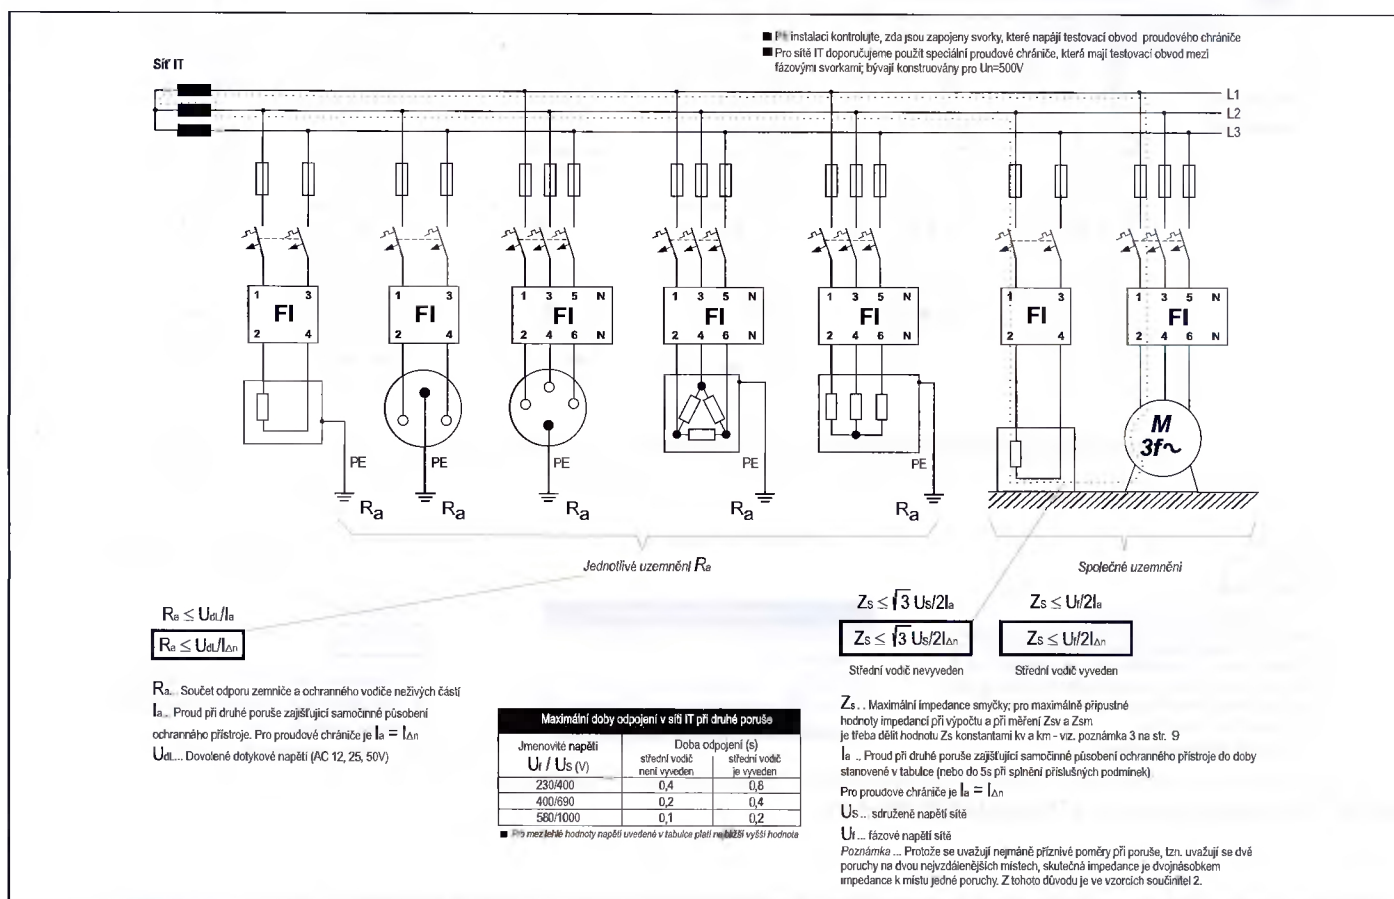 ■ Při instalaci kontrolujte, zda jsou zapojeny svorky, které napájí testovací obvod proudového chrániče
■ Pro sítě IT doporučujeme použít speciální proudové chrániče, která mají testovací obvod mezi
fázovými svorkami; bývají konstruovány pro Un=500V
Síť IT
L1
L2
L3
1 3
FI
2 4
1 3
FI
2 4
1 3 5 N
FI
2 4 6 N
1 3 5 N
FI
2 4 6 N
1 3 5 N
FI
2 4 6 N
1 3
FI
2 4
1 3 5 N
FI
2 4 6 N
M
3f~
PE
PE
PE
PE
PE
Ra
Ra
Ra
Ra
Ra
Jednotlivé uzemnění Ra
Společné uzemnění
Ra ≤ UdL/Ia
Ra ≤ UdL/I∆n
Ra... Součet odporu zemniče a ochranného vodiče neživých částí
Ia... Proud při druhé poruše zajišťující samočinné působení
ochranného přístroje. Pro proudové chrániče je Ia = I∆n
UdL... Dovolené dotykové napětí (AC 12, 25, 50V)
Maximální doby odpojení v síti IT při druhé poruše
Jmenovité napětí
Uf / Us (V)
Doba odpojení (s)
střední vodič
není vyveden
střední vodič
je vyveden
230/400 0,4 0,8
400/690 0,2 0,4
580/1000 0,1 0,2
■ Pro mezilehlé hodnoty napětí uvedené v tabulce platí nejbližší vyšší hodnota
Zs ≤ √3 Us/2Ia
Zs ≤ √3 Us/2I∆n
Střední vodič nevyveden
Zs ≤ Uf/2Ia
Zs ≤ Uf/2I∆n
Střední vodič vyveden
Zs . . Maximální impedance smyčky; pro maximálně přípustné
hodnoty impedancí při výpočtu a při měření Zsv a Zsm
je třeba dělit hodnotu Zs konstantami kv a km - viz. poznámka 3 na str. 9
Ia .., Proud při druhé poruše zajišťující samočinné působení ochranného přístroje do doby
stanovené v tabulce (nebo do 5s při splnění příslušných podmínek)
Pro proudove chrániče je Ia = I∆n
Us... sdružené napětí sítě
Uf ... fázové napětí sítě
Poznámka ... Protože se uvažují nejméně příznivé poměry při poruše, tzn. uvažují se dvě
poruchy na dvou nejvzdálenějších místech, skutečná impedance je dvojnásobkem
impedance k místu jedné poruchy. Z tohoto důvodu je ve vzorcích součinitel 2.